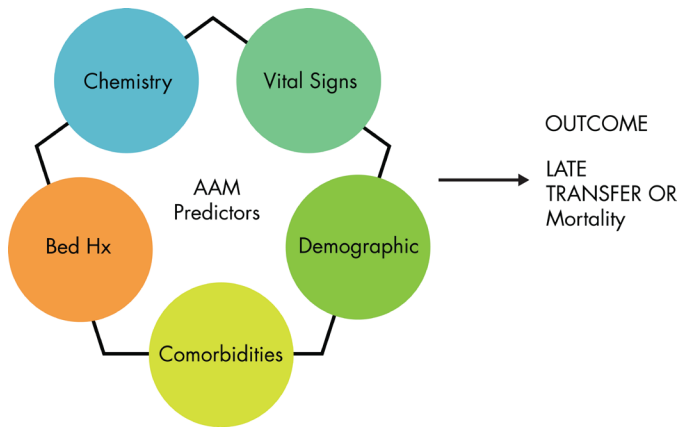 Chemistry
Vital Signs
AAM
Predictors
Bed Hx
Demographic
Comorbidities
OUTCOME
LATE
TRANSFER OR
Mortality